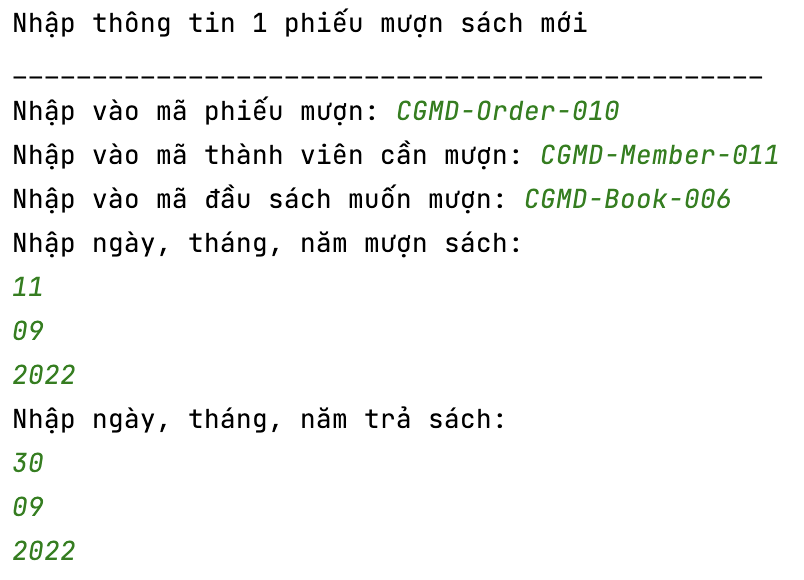 Nhập thông tin 1 phiếu mượn sách mới
_______________________________________________
Nhập vào mã phiếu mượn: CGMD-Order-010
Nhập vào mã thành viên cần mượn: CGMD-Member-011
Nhập vào mã đầu sách muốn mượn: CGMD-Book-006
Nhập ngày, tháng, năm mượn sách:
11
09
2022
Nhập ngày, tháng, năm trả sách:
30
09
2022